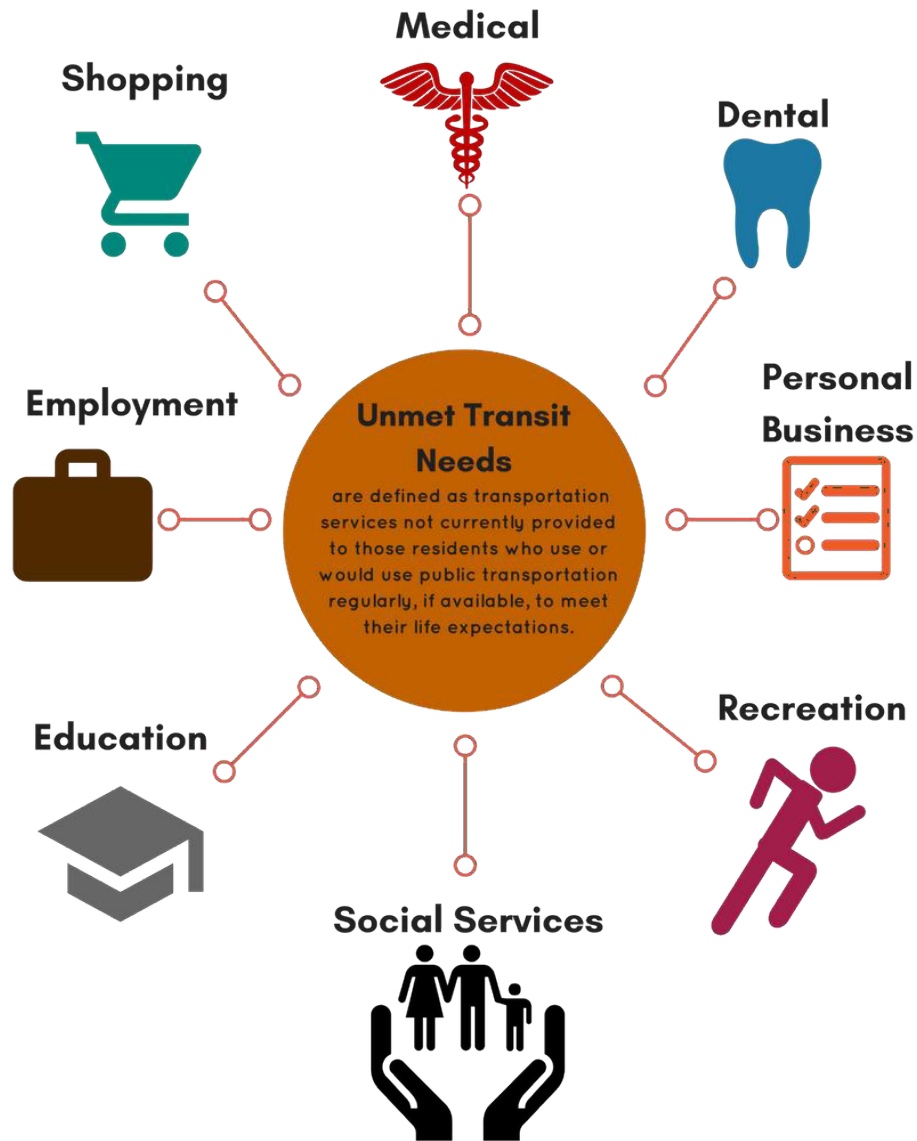 Medical
Shopping
Dental
Personal
Business
Employment
Unmet Transit
Needs
are defined as transportation
services not currently provided
to those residents who use or
would use public transportation
regularly, if available, to meet
their life expectations.
Recreation
Education
Social Services